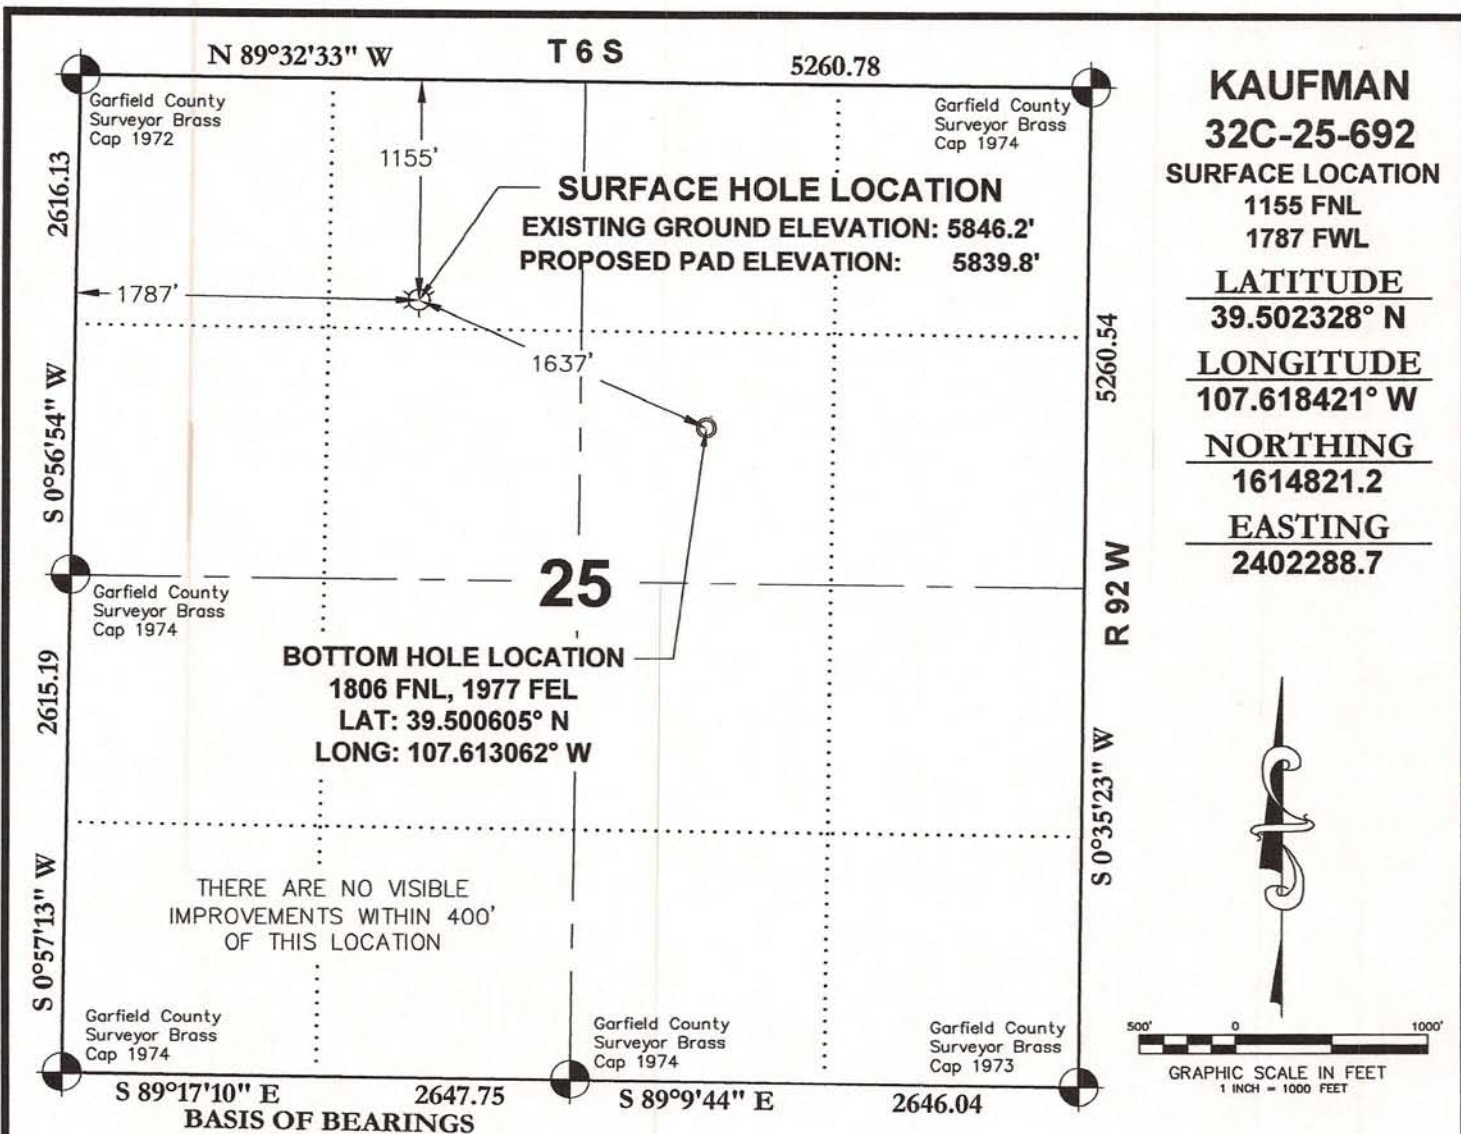 N 89°32'33" W
T 6 S
5260.78
Garfield County
Surveyor Brass
Cap 1972
Garfield County
Surveyor Brass
Cap 1974
2616.13
1155'
SURFACE HOLE LOCATION
EXISTING GROUND ELEVATION: 5846.2'
PROPOSED PAD ELEVATION: 5839.8'
1787'
1637'
S 0°56'54" W
5260.54
25
R 92 W
Garfield County
Surveyor Brass
Cap 1974
BOTTOM HOLE LOCATION
1806 FNL, 1977 FEL
LAT: 39.500605° N
LONG: 107.613062° W
2615.19
S 0°35'23" W
S 0°57'13" W
THERE ARE NO VISIBLE
IMPROVEMENTS WITHIN 400'
OF THIS LOCATION
Garfield County
Surveyor Brass
Cap 1974
Garfield County
Surveyor Brass
Cap 1974
Garfield County
Surveyor Brass
Cap 1973
S 89°17'10" E
2647.75
S 89°9'44" E
2646.04
BASIS OF BEARINGS
KAUFMAN
32C-25-692
SURFACE LOCATION
1155 FNL
1787 FWL
LATITUDE
39.502328° N
LONGITUDE
107.618421° W
NORTHING
1614821.2
EASTING
2402288.7
500' 0 1000'
GRAPHIC SCALE IN FEET
1 INCH = 1000 FEET